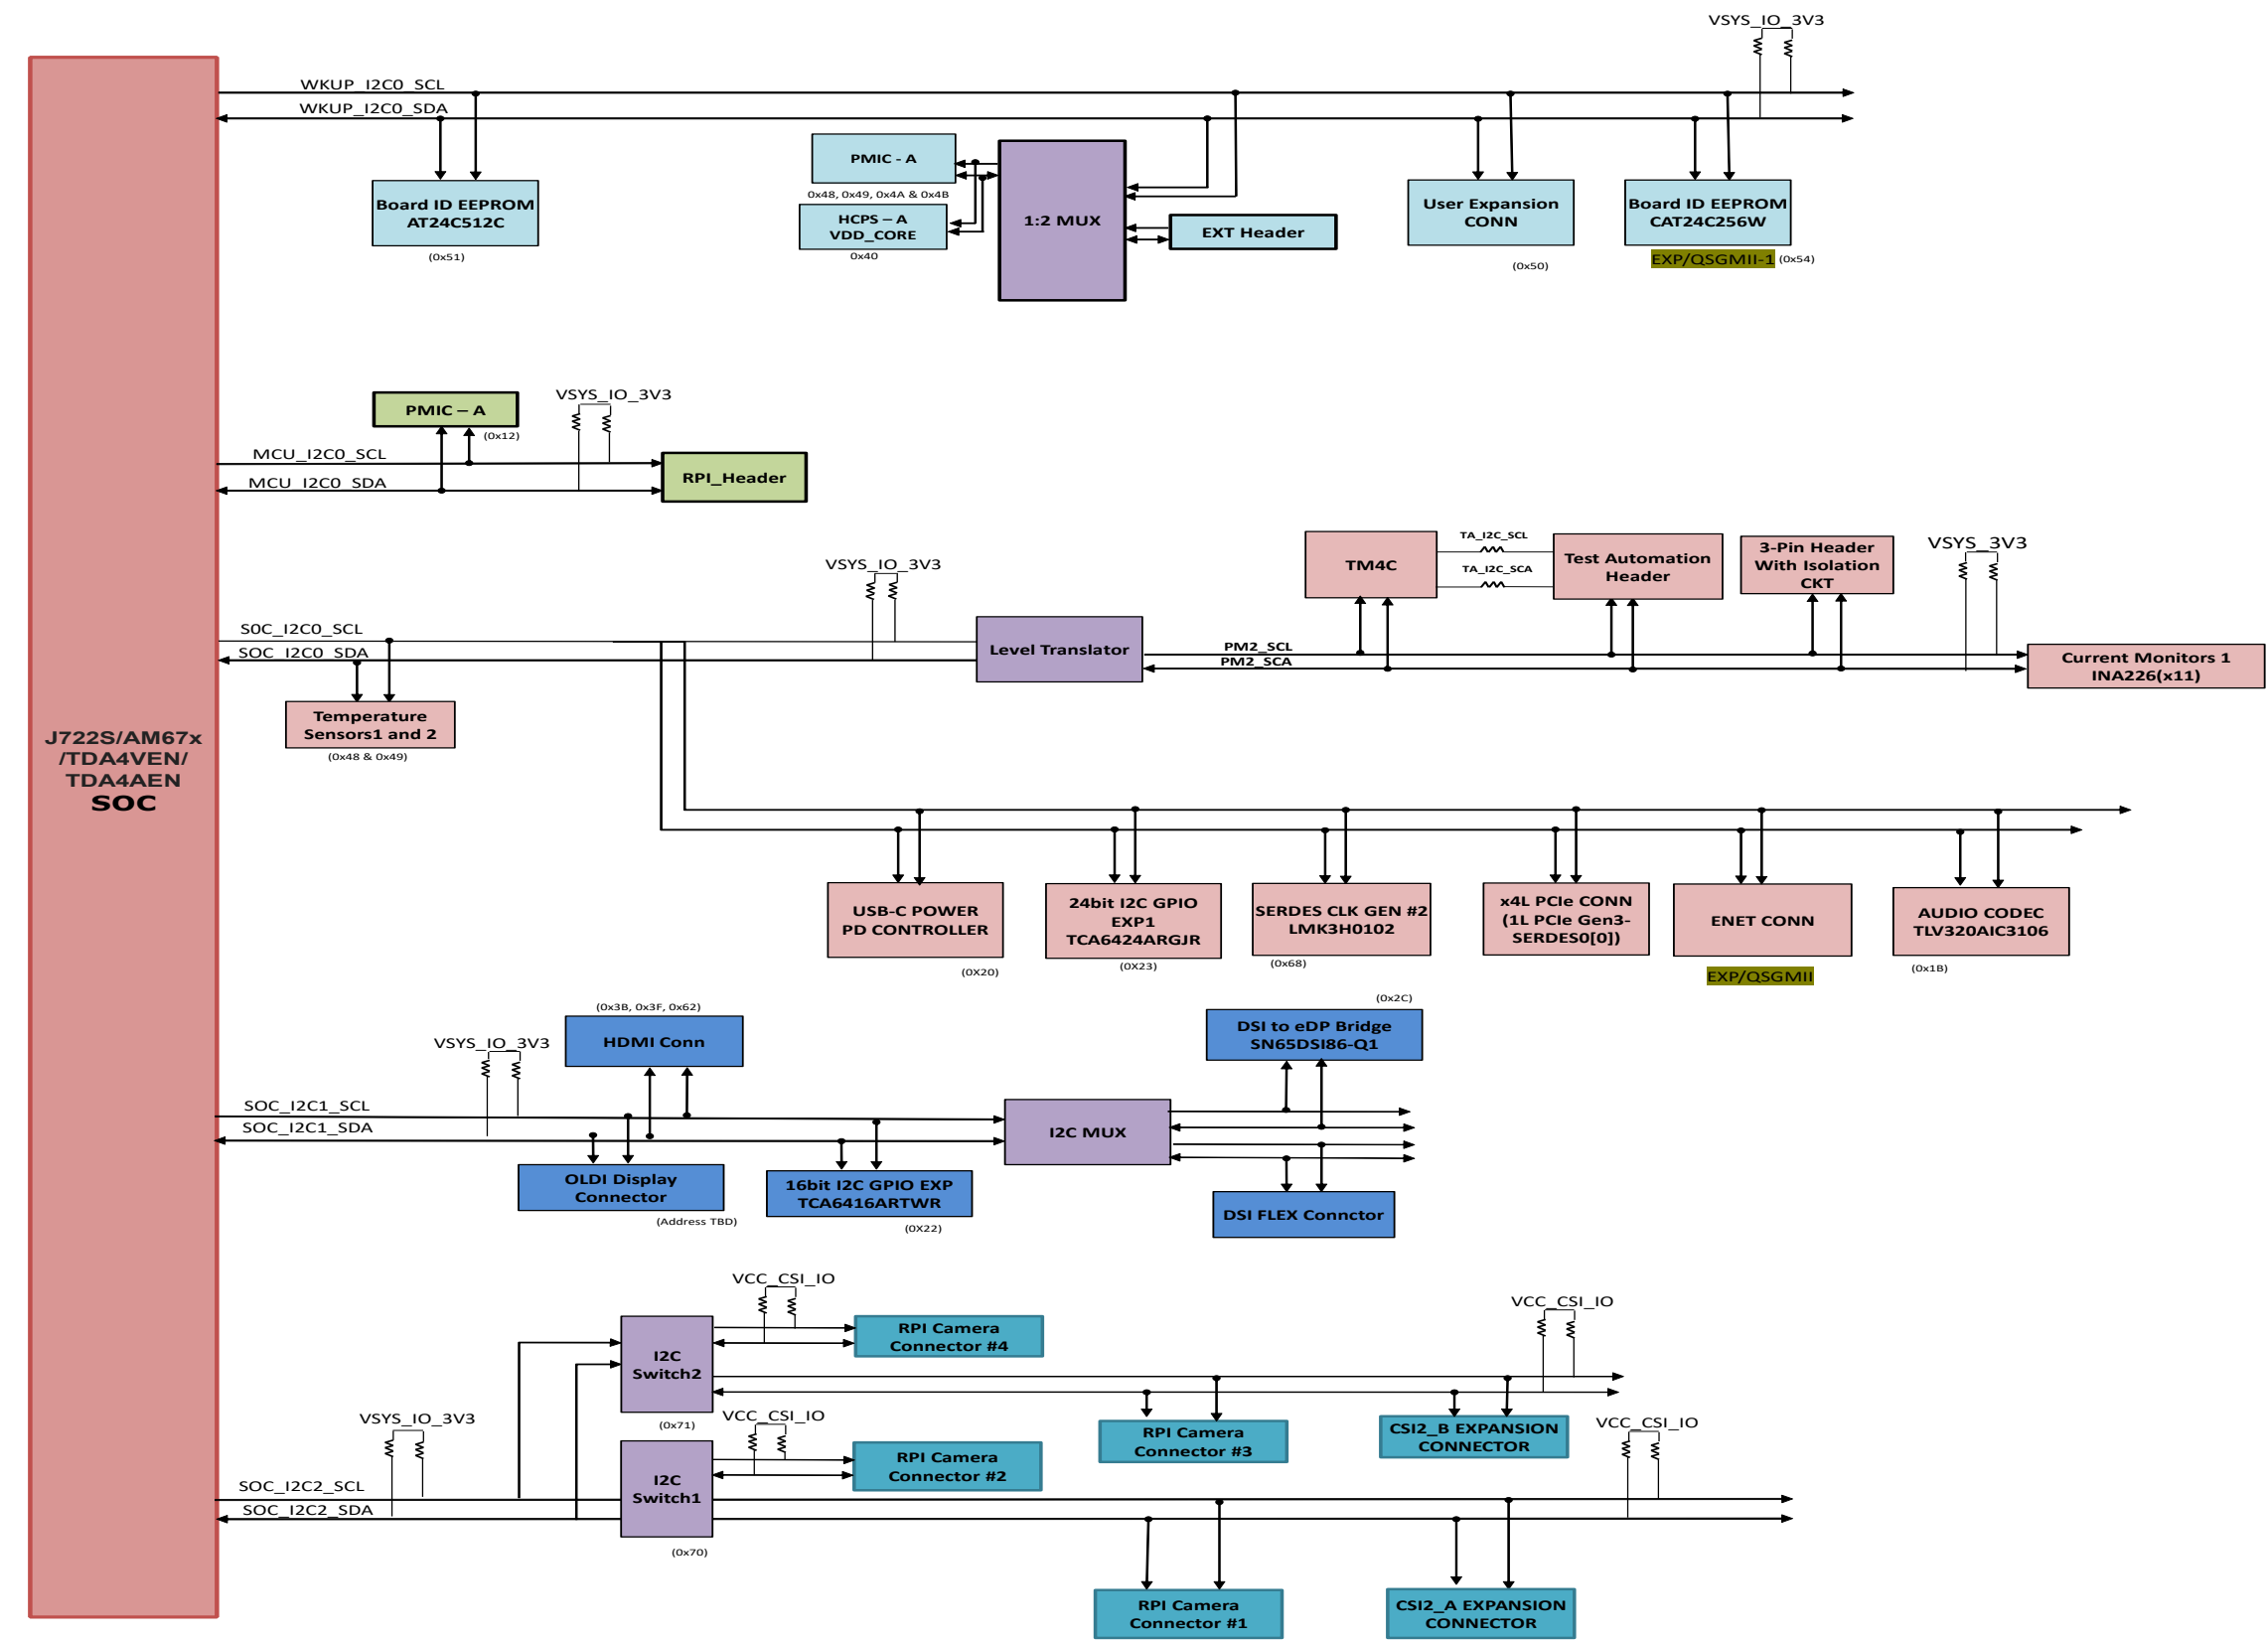 VSYS_IO_3V3
WKUP_I2C0_SCL
WKUP_I2C0_SDA
Board ID EEPROM
AT24C512C
(0x51)
PMIC - A
0x48, 0x49, 0x4A & 0x4B
HCPS – A
VDD_CORE
0x40
1:2 MUX
EXT Header
User Expansion
CONN
(0x50)
Board ID EEPROM
CAT24C256W
EXP/QSGMII-1 (0x54)
PMIC – A
(0x12)
VSYS_IO_3V3
MCU_I2C0_SCL
MCU_I2C0_SDA
RPI_Header
J722S/AM67x
/TDA4VEN/
TDA4AEN
SOC
VSYS_IO_3V3
S0C_I2C0_SCL
SOC_I2C0_SDA
Temperature
Sensors1 and 2
(0x48 & 0x49)
Level Translator
TM4C
TA_I2C_SCL
TA_I2C_SCA
Test Automation
Header
3-Pin Header
With Isolation
CKT
VSYS_3V3
PM2_SCL
PM2_SCA
Current Monitors 1
INA226(x11)
USB-C POWER
PD CONTROLLER
(0X20)
24bit I2C GPIO
EXP1
TCA6424ARGJR
(0X23)
SERDES CLK GEN #2
LMK3H0102
(0x68)
x4L PCIe CONN
(1L PCIe Gen3-
SERDES0[0])
ENET CONN
EXP/QSGMII
AUDIO CODEC
TLV320AIC3106
(0x1B)
(0x3B, 0x3F, 0x62)
HDMI Conn
VSYS_IO_3V3
SOC_I2C1_SCL
SOC_I2C1_SDA
OLDI Display
Connector
(Address TBD)
16bit I2C GPIO EXP
TCA6416ARTWR
(0X22)
I2C MUX
(0x2C)
DSI to eDP Bridge
SN65DSI86-Q1
DSI FLEX Connctor
VCC_CSI_IO
I2C
Switch2
(0x71)
RPI Camera
Connector #4
VCC_CSI_IO
RPI Camera
Connector #3
CSI2_B EXPANSION
CONNECTOR
VSYS_IO_3V3
VCC_CSI_IO
VCC_CSI_IO
I2C
Switch1
(0x70)
RPI Camera
Connector #2
SOC_I2C2_SCL
SOC_I2C2_SDA
RPI Camera
Connector #1
CSI2_A EXPANSION
CONNECTOR